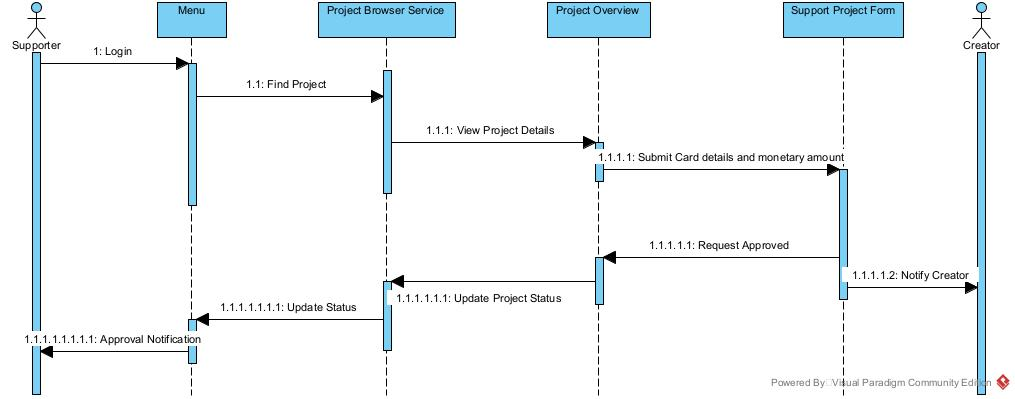 Menu
Project Browser Service
Project Overview
Support Project Form
Supporter
Creator
1: Login
1.1: Find Project
1.1.1: View Project Details
1.1.1.1: Submit Card details and monetary amount
1.1.1.1.1: Request Approved
1.1.1.1.2: Notify Creator
1.1.1.1.1.1: Update Project Status
1.1.1.1.1.1.1: Update Status
1.1.1.1.1.1.1.1: Approval Notification
Powered By Visual Paradigm Community Edition